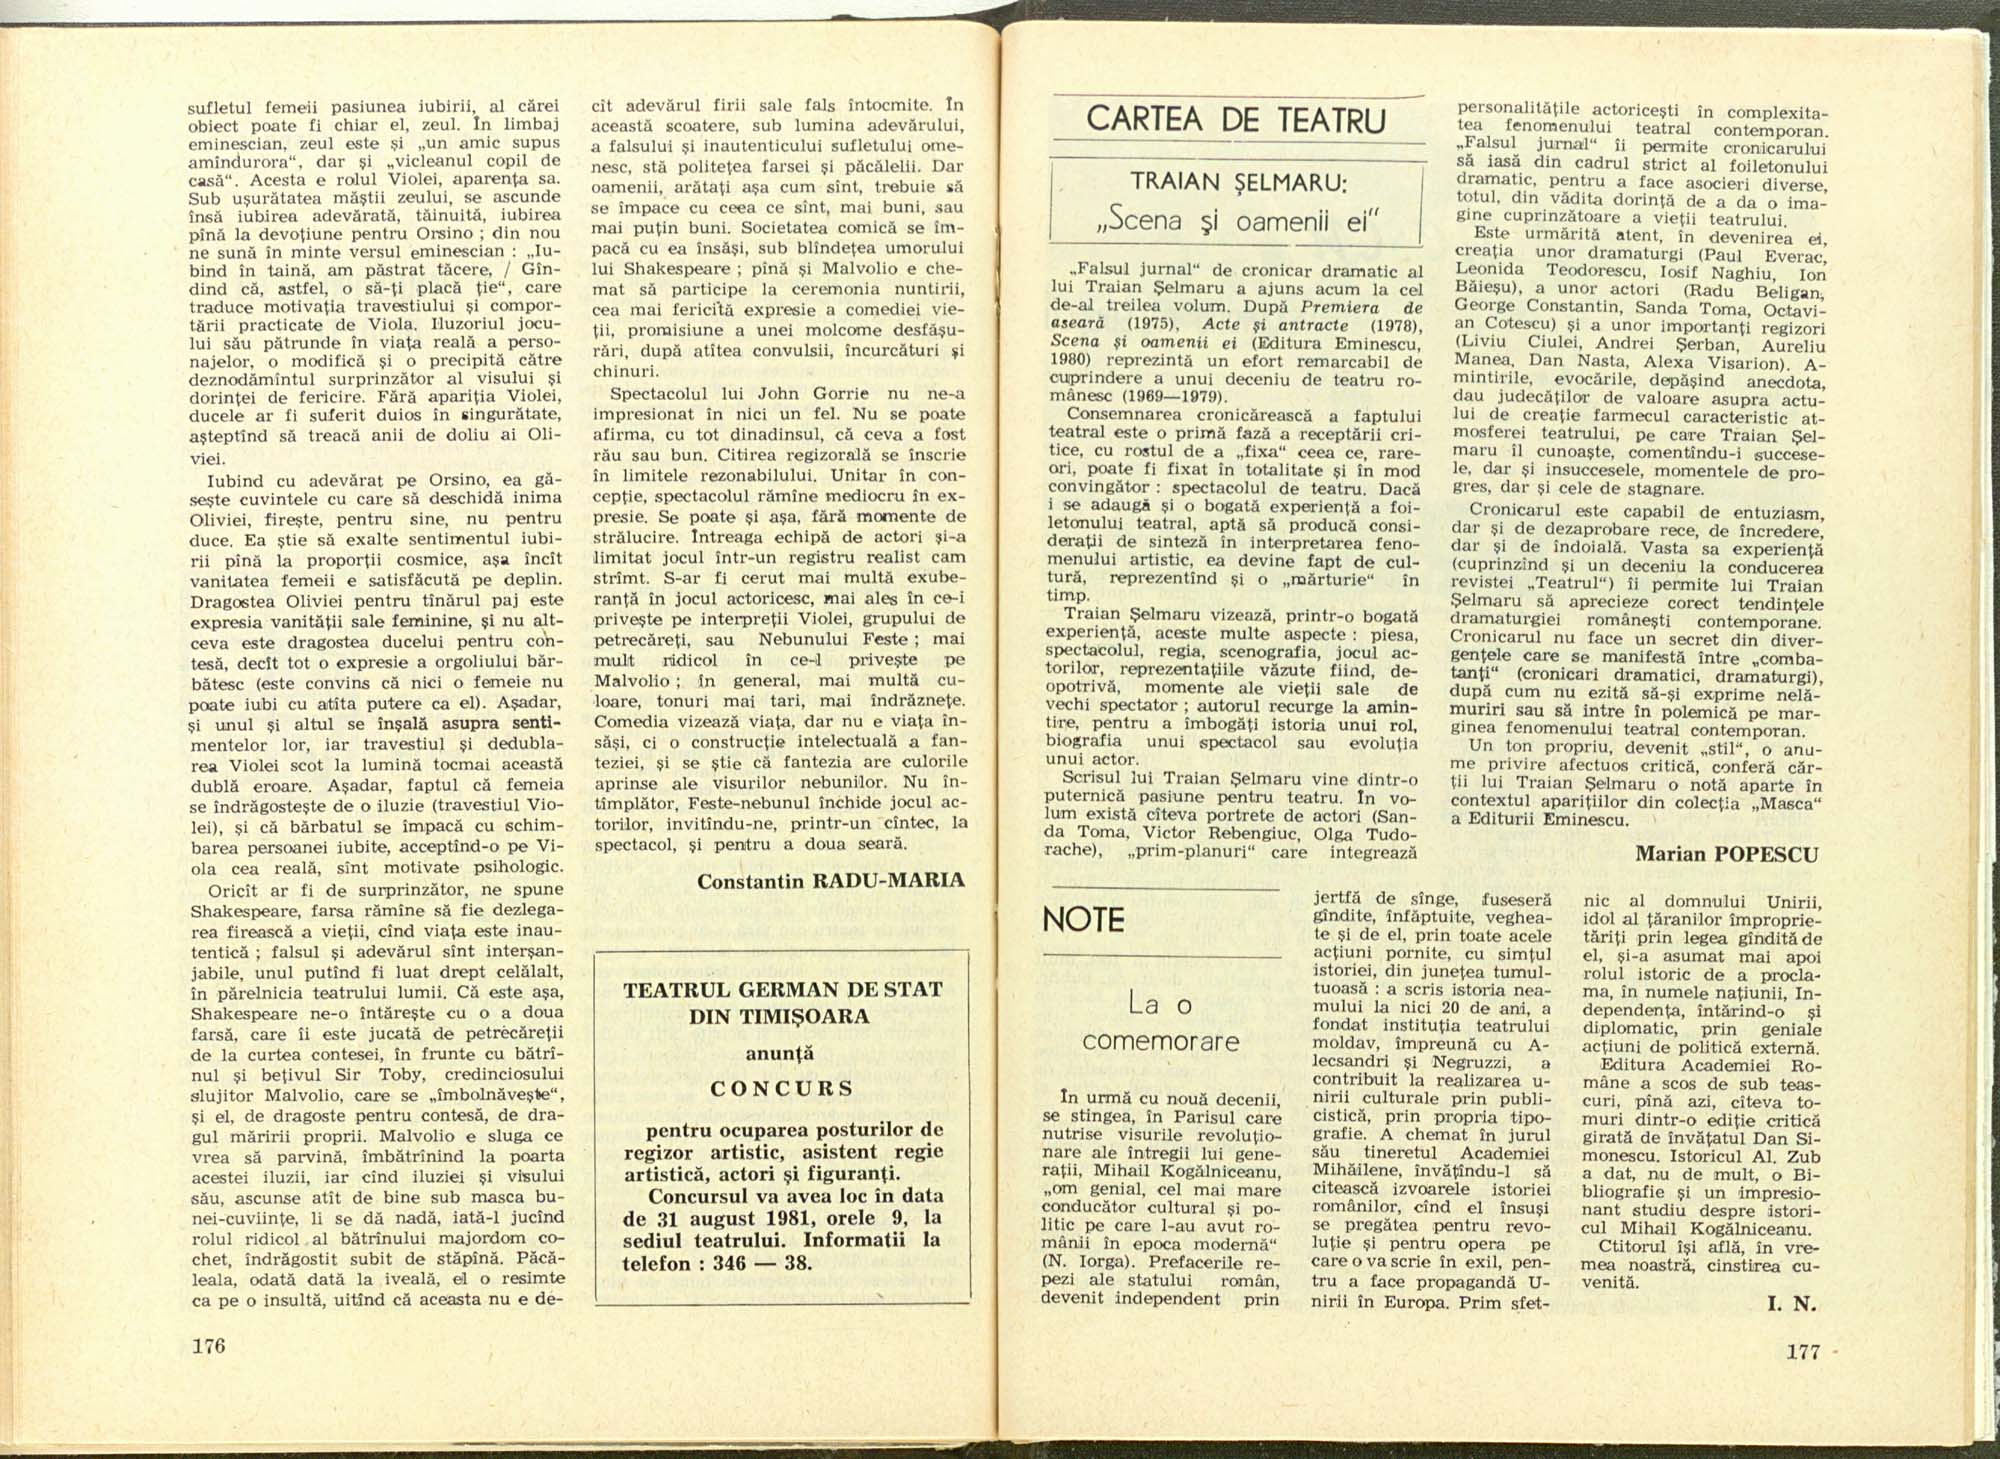 sufletul femeii pasiunea iubirii, al cărei
obiect poate fi chiar el, zeul. În limbaj
eminescian, zeul este și „un amic supus
amîndurora“, dar și „vicleanul copil de
casă“. Acesta e rolul Violei, aparența sa.
Sub ușurătatea măștii zeului, se ascunde
însă iubirea adevărată, tăinuită, iubirea
pînă la devoțiune pentru Orsino ; din nou
ne sună în minte versul eminescian : „Iu-
bind în taină, am păstrat tăcere, / Gîn-
dind că, astfel, o să-ți placă ție“, care
traduce motivația travestiului și compor-
tării practicate de Viola. Iluzoriul jocu-
lui său pătrunde în viața reală a perso-
najelor, o modifică și o precipită către
deznodămîntul surprinzător al visului și
dorinței de fericire. Fără apariția Violei,
ducele ar fi suferit duios în singurătate,
așteptînd să treacă anii de doliu ai Oli-
viei.
Iubind cu adevărat pe Orsino, ea gă-
sește cuvintele cu care să deschidă inima
Oliviei, firește, pentru sine, nu pentru
duce. Ea știe să exalte sentimentul iubi-
rii pînă la proporții cosmice, așa încît
vanitatea femeii e satisfăcută pe deplin.
Dragostea Oliviei pentru tînărul paj este
expresia vanității sale feminine, și nu alt-
ceva este dragostea ducelui pentru con-
tesă, decît tot o expresie a orgoliului băr-
bătesc (este convins că nici o femeie nu
poate iubi cu atîta putere ca el). Așadar,
și unul și altul se înșală asupra senti-
mentelor lor, iar travestiul și dedubla-
rea Violei scot la lumină tocmai această
dublă eroare. Așadar, faptul că femeia
se îndrăgostește de o iluzie (travestiul Vio-
lei), și că bărbatul se împacă cu schim-
barea persoanei iubite, acceptînd-o pe Vi-
ola cea reală, sînt motivate psihologic.
Oricît ar fi de surprinzător, ne spune
Shakespeare, farsa rămîne să fie dezlega-
rea firească a vieții, cînd viața este inau-
tentică ; falsul și adevărul sînt interșan-
jabile, unul putînd fi luat drept celălalt,
în părelnicia teatrului lumii. Că este așa,
Shakespeare ne-o întărește cu o a doua
farsă, care îi este jucată de petrecăreții
de la curtea contesei, în frunte cu bătrî-
nul și bețivul Sir Toby, credinciosului
slujitor Malvolio, care se „îmbolnăvește“,
și el, de dragoste pentru contesă, de dra-
gul măririi proprii. Malvolio e sluga ce
vrea să parvină, îmbătrînind la poarta
acestei iluzii, iar cînd iluziei și visului
său, ascunse atît de bine sub masca bu-
nei-cuviințe, li se dă nadă, iată-l jucînd
rolul ridicol al bătrînului majordom co-
chet, îndrăgostit subit de stăpînă. Păcă-
leala, odată dată la iveală, el o resimte
ca pe o insultă, uitînd că aceasta nu e de-
176
cît adevărul firii sale fals întocmite. În
această scoatere, sub lumina adevărului,
a falsului și inautenticului sufletului ome-
nesc, stă politețea farsei și păcălelii. Dar
oamenii, arătați așa cum sînt, trebuie să
se împace cu ceea ce sînt, mai buni, sau
mai puțin buni. Societatea comică se îm-
pacă cu ea însăși, sub blîndețea umorului
lui Shakespeare ; pînă și Malvolio e che-
mat să participe la ceremonia nuntirii,
cea mai fericită expresie a comediei vie-
ții, promisiune a unei molcome desfășu-
rări, după atîtea convulsii, încurcături și
chinuri.
Spectacolul lui John Gorrie nu ne-a
impresionat în nici un fel. Nu se poate
afirma, cu tot dinadinsul, că ceva a fost
rău sau bun. Citirea regizorală se înscrie
în limitele rezonabilului. Unitar în con-
cepție, spectacolul rămîne mediocru în ex-
presie. Se poate și așa, fără momente de
strălucire. Întreaga echipă de actori și-a
limitat jocul într-un registru realist cam
strîmt. S-ar fi cerut mai multă exube-
ranță în jocul actoricesc, mai ales în ce-i
privește pe interpreții Violei, grupului de
petrecăreți, sau Nebunului Feste ; mai
mult ridicol în ce-l privește pe
Malvolio ; în general, mai multă cu-
loare, tonuri mai tari, mai îndrăznețe.
Comedia vizează viața, dar nu e viața în-
săși, ci o construcție intelectuală a fan-
teziei, și se știe că fantezia are culorile
aprinse ale visurilor nebunilor. Nu în-
tîmplător, Feste-nebunul închide jocul ac-
torilor, invitîndu-ne, printr-un cîntec, la
spectacol, și pentru a doua seară.
Constantin RADU-MARIA
TEATRUL GERMAN DE STAT
DIN TIMIȘOARA
anunță
CONCURS
pentru ocuparea posturilor de
regizor artistic, asistent regie
artistică, actori și figuranți.
Concursul va avea loc în data
de 31 august 1981, orele 9, la
sediul teatrului. Informatii la
telefon : 346 — 38.
CARTEA DE TEATRU
TRAIAN ȘELMARU:
„Scena și oamenii ei“
„Falsul jurnal“ de cronicar dramatic al
lui Traian Șelmaru a ajuns acum la cel
de-al treilea volum. După Premiera de
aseară (1975), Acte și antracte (1978),
Scena și oamenii ei (Editura Eminescu,
1980) reprezintă un efort remarcabil de
cuprindere a unui deceniu de teatru ro-
mânesc (1969—1979).
Consemnarea cronicărească a faptului
teatral este o primă fază a receptării cri-
tice, cu rostul de a „fixa“ ceea ce, rare-
ori, poate fi fixat în totalitate și în mod
convingător : spectacolul de teatru. Dacă
i se adaugă și o bogată experiență a foi-
letonului teatral, aptă să producă consi-
derații de sinteză în interpretarea feno-
menului artistic, ea devine fapt de cul-
tură, reprezentînd și o „mărturie“ în
timp.
Traian Șelmaru vizează, printr-o bogată
experiență, aceste multe aspecte : piesa,
spectacolul, regia, scenografia, jocul ac-
torilor, reprezentațiile văzute fiind, de-
opotrivă, momente ale vieții sale de
vechi spectator ; autorul recurge la amin-
tire, pentru a îmbogăți istoria unui rol,
biografia unui spectacol sau evoluția
unui actor.
Scrisul lui Traian Șelmaru vine dintr-o
puternică pasiune pentru teatru. În vo-
lum există cîteva portrete de actori (San-
da Toma, Victor Rebengiuc, Olga Tudo-
rache), „prim-planuri“ care integrează
personalitățile actoricești în complexita-
tea fenomenului teatral contemporan.
„Falsul jurnal“ îi permite cronicarului
să iasă din cadrul strict al foiletonului
dramatic, pentru a face asocieri diverse,
totul, din vădita dorință de a da o ima-
gine cuprinzătoare a vieții teatrului.
Este urmărită atent, în devenirea ei,
creația unor dramaturgi (Paul Everac,
Leonida Teodorescu, Iosif Naghiu, Ion
Băieșu), a unor actori (Radu Beligan,
George Constantin, Sanda Toma, Octavi-
an Cotescu) și a unor importanți regizori
(Liviu Ciulei, Andrei Șerban, Aureliu
Manea, Dan Nasta, Alexa Visarion). A-
mintirile, evocările, depășind anecdota,
dau judecăților de valoare asupra actu-
lui de creație farmecul caracteristic at-
mosferei teatrului, pe care Traian Șel-
maru îl cunoaște, comentîndu-i succese-
le, dar și insuccesele, momentele de pro-
gres, dar și cele de stagnare.
Cronicarul este capabil de entuziasm,
dar și de dezaprobare rece, de încredere,
dar și de îndoială. Vasta sa experiență
(cuprinzînd și un deceniu la conducerea
revistei „Teatrul“) îi permite lui Traian
Șelmaru să aprecieze corect tendințele
dramaturgiei românești contemporane.
Cronicarul nu face un secret din diver-
gențele care se manifestă între „comba-
tanți“ (cronicari dramatici, dramaturgi),
după cum nu ezită să-și exprime nelă-
muriri sau să intre în polemică pe mar-
ginea fenomenului teatral contemporan.
Un ton propriu, devenit „stil“, o anu-
me privire afectuos critică, conferă căr-
ții lui Traian Șelmaru o notă aparte în
contextul aparițiilor din colecția „Masca“
a Editurii Eminescu.
Marian POPESCU
NOTE
La o
comemorare
În urmă cu nouă decenii,
se stingea, în Parisul care
nutrise visurile revoluțio-
nare ale întregii lui gene-
rații, Mihail Kogălniceanu,
„om genial, cel mai mare
conducător cultural și po-
litic pe care l-au avut ro-
mânii în epoca modernă“
(N. Iorga). Prefacerile re-
pezi ale statului român,
devenit independent prin
jertfă de sînge, fuseseră
gîndite, înfăptuite, veghea-
te și de el, prin toate acele
acțiuni pornite, cu simțul
istoriei, din junețea tumul-
tuoasă : a scris istoria nea-
mului la nici 20 de ani, a
fondat instituția teatrului
moldav, împreună cu A-
lecsandri și Negruzzi, a
contribuit la realizarea u-
nirii culturale prin publi-
cistică, prin propria tipo-
grafie. A chemat în jurul
său tineretul Academiei
Mihăilene, învățîndu-l să
citească izvoarele istoriei
românilor, cînd el însuși
se pregătea pentru revo-
luție și pentru opera pe
care o va scrie în exil, pen-
tru a face propagandă U-
nirii în Europa. Prim sfet-
nic al domnului Unirii,
idol al țăranilor împroprie-
tăriți prin legea gîndită de
el, și-a asumat mai apoi
rolul istoric de a procla-
ma, în numele națiunii, In-
dependența, întărind-o și
diplomatic, prin geniale
acțiuni de politică externă.
Editura Academiei Ro-
mâne a scos de sub teas-
curi, pînă azi, cîteva to-
muri dintr-o ediție critică
girată de învățatul Dan Si-
monescu. Istoricul Al. Zub
a dat, nu de mult, o Bi-
bliografie și un impresio-
nant studiu despre istori-
cul Mihail Kogălniceanu.
Ctitorul își află, în vre-
mea noastră, cinstirea cu-
venită.
I. N.
177